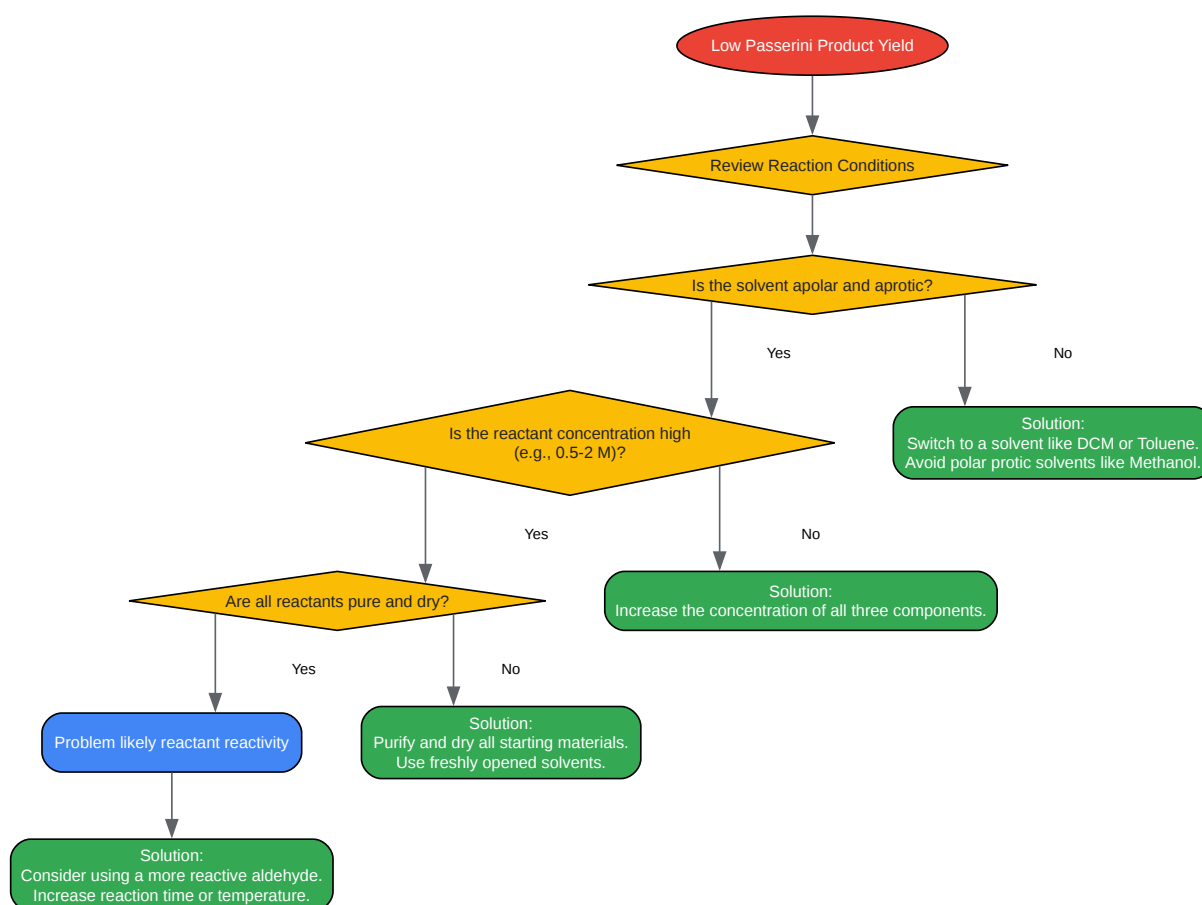 Low Passerini Product Yield
Review Reaction Conditions
Is the solvent apolar and aprotic?
Yes
No
Is the reactant concentration high
(e.g., 0.5-2 M)?
Solution:
Switch to a solvent like DCM or Toluene.
Avoid polar protic solvents like Methanol.
Yes
No
Are all reactants pure and dry?
Solution:
Increase the concentration of all three components.
Yes
No
Problem likely reactant reactivity
Solution:
Purify and dry all starting materials.
Use freshly opened solvents.
Solution:
Consider using a more reactive aldehyde.
Increase reaction time or temperature.